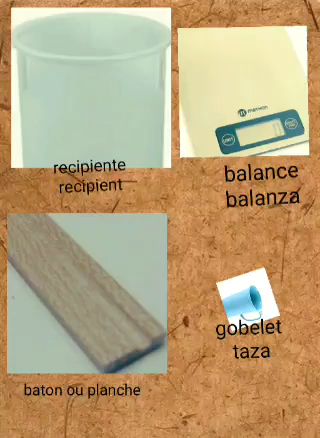 recipiente
recipient
balance
balanza
baton ou planche
gobelet
taza